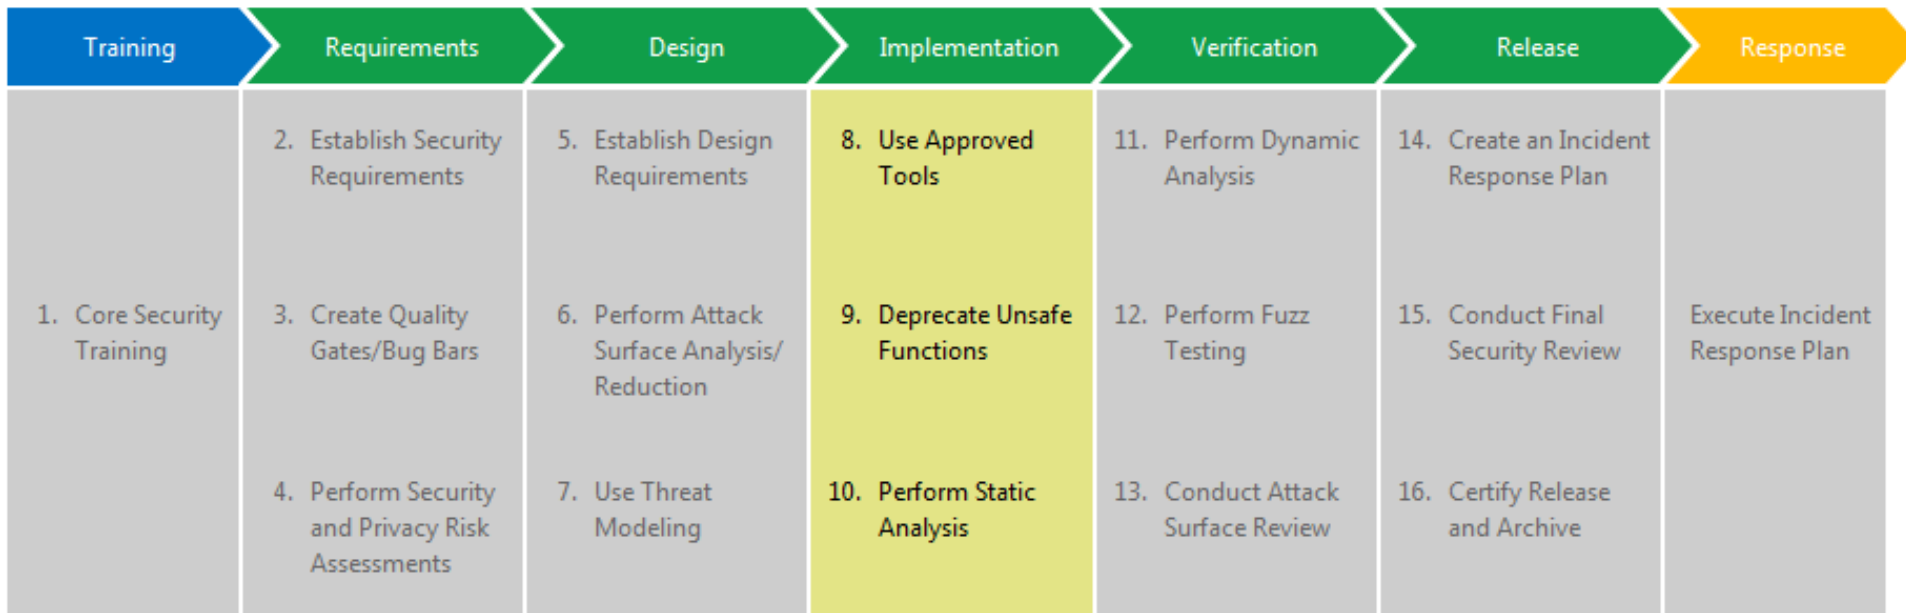 Training
Requirements
Design
Implementation
Verification
Release
Response
1. Core Security
Training
2. Establish Security
Requirements
3. Create Quality
Gates/Bug Bars
4. Perform Security
and Privacy Risk
Assessments
5. Establish Design
Requirements
6. Perform Attack
Surface Analysis/
Reduction
7. Use Threat
Modeling
8. Use Approved
Tools
9. Deprecate Unsafe
Functions
10. Perform Static
Analysis
11. Perform Dynamic
Analysis
12. Perform Fuzz
Testing
13. Conduct Attack
Surface Review
14. Create an Incident
Response Plan
15. Conduct Final
Security Review
16. Certify Release
and Archive
Execute Incident
Response Plan